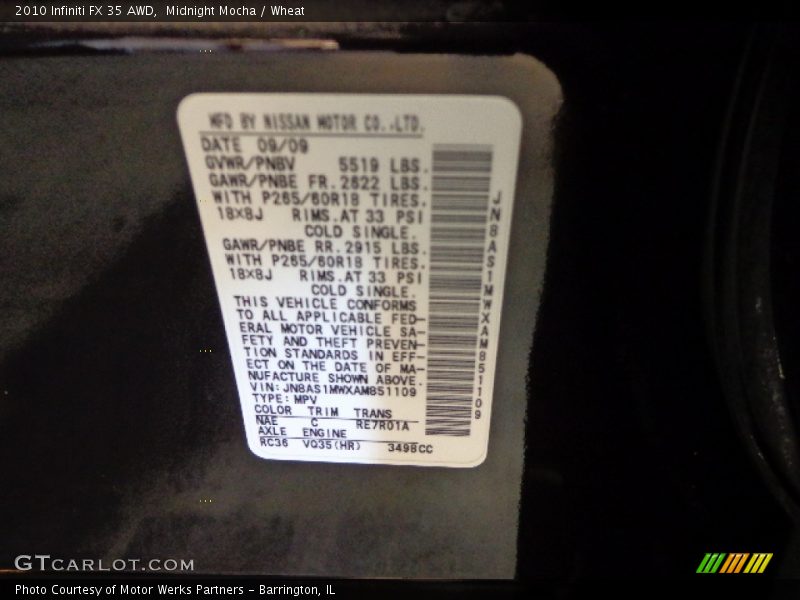 2010 Infiniti FX 35 AWD, Midnight Mocha / Wheat
MFD BY NISSAN MOTOR CO.,LTD.
DATE 09/09
GVWR/PNBV 5519 LBS.
GAWR/PNBE FR. 2622 LBS.
WITH P265/60R18 TIRES.
18X8J RIMS.AT 33 PSI
COLD SINGLE.
GAWR/PNBE RR. 2915 LBS.
WITH P265/60R18 TIRES.
18X8J RIMS.AT 33 PSI
COLD SINGLE.
THIS VEHICLE CONFORMS
TO ALL APPLICABLE FED-
ERAL MOTOR VEHICLE SA-
FETY AND THEFT PREVEN-
TION STANDARDS IN EFF-
ECT ON THE DATE OF MA-
NUFACTURE SHOWN ABOVE.
VIN:JN8AS1MWXAM851109
TYPE:MPV
COLOR TRIM TRANS
NAE C RE7R01A
AXLE ENGINE
RC36 VQ35(HR) 3498CC
JN8AS1MWXAM851109
GTCARLOT.COM
Photo Courtesy of Motor Werks Partners - Barrington, IL